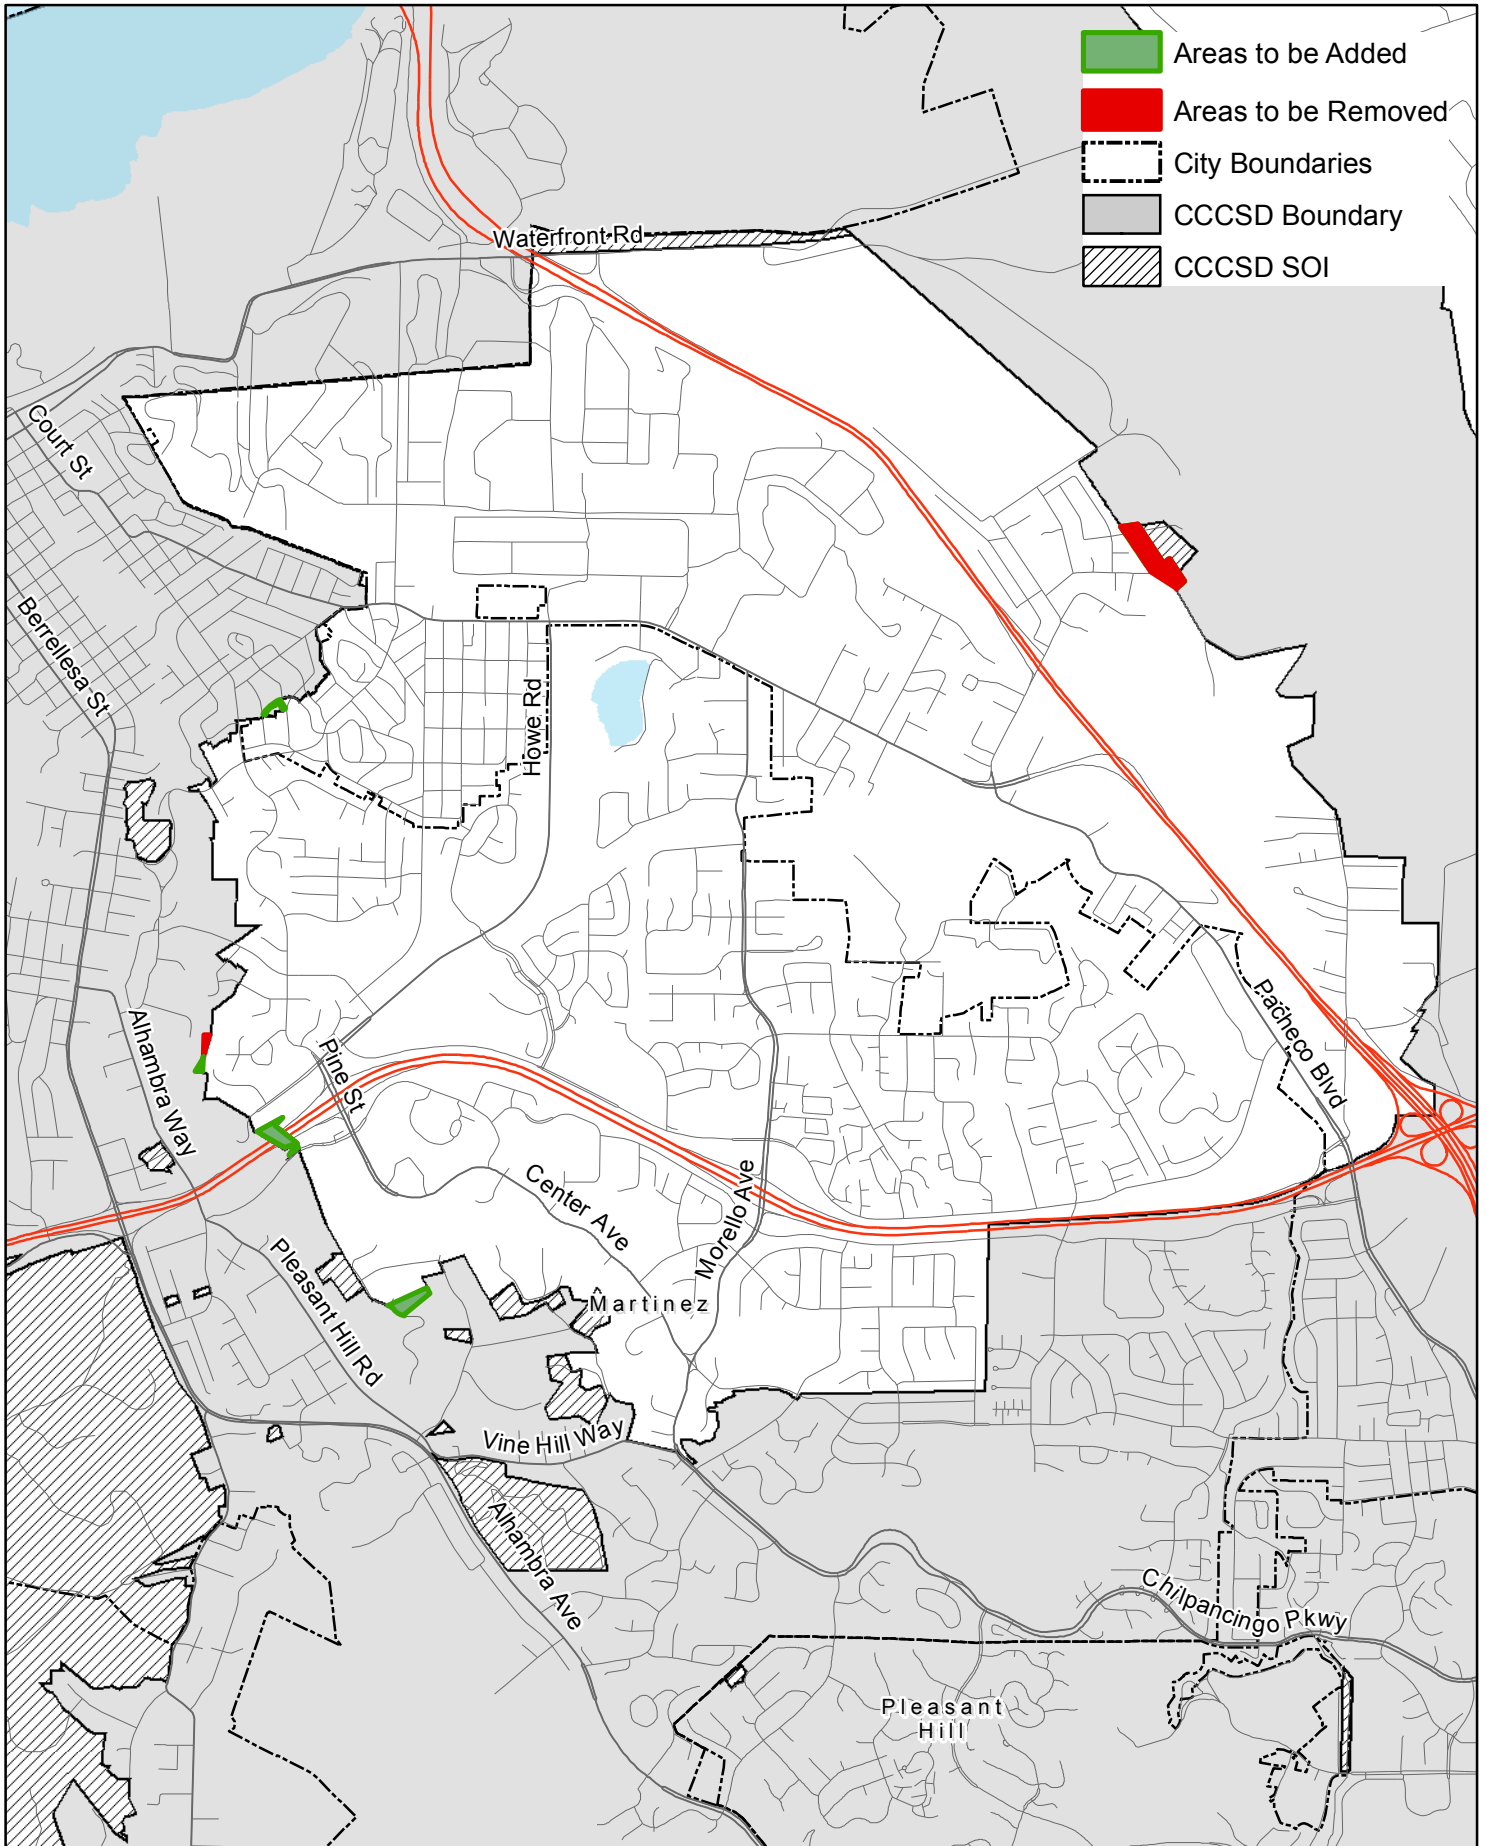 Areas to be Added
Areas to be Removed
City Boundaries
CCCSD Boundary
CCCSD SOI
Waterfront Rd
Court St
Berrellesa St
Howe Rd
Alhambra Way
Pine St
Pacheco Blvd
Center Ave
Morello Ave
Pleasant Hill Rd
Martinez
Vine Hill Way
Alhambra Ave
Chilpancingo Pkwy
Pleasant
Hill